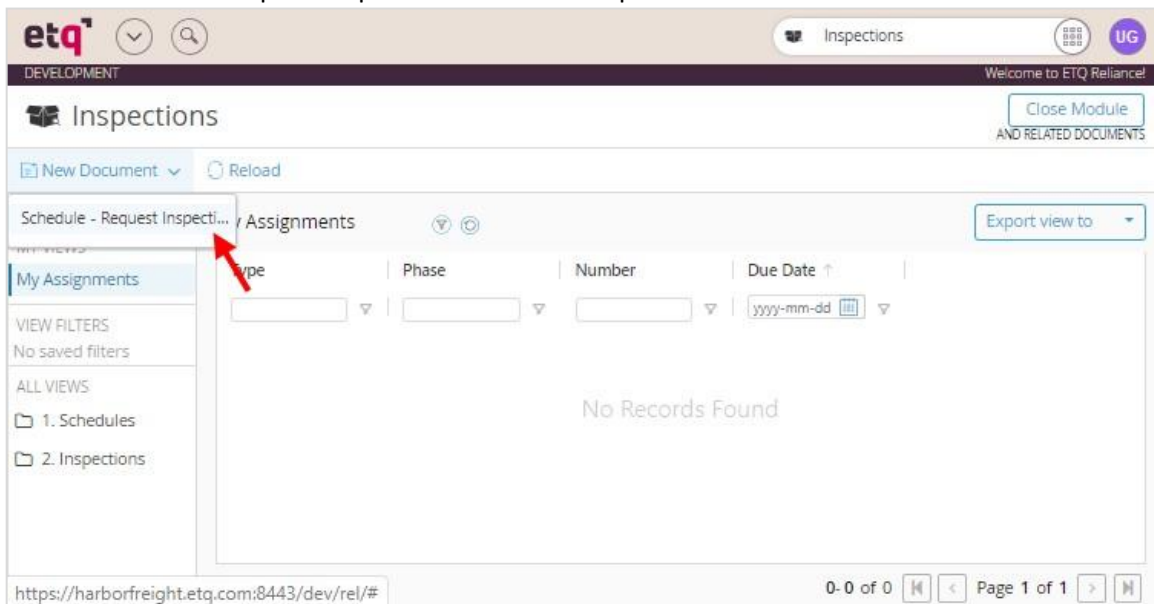 etq
Inspections
UG
DEVELOPMENT
Welcome to ETQ Reliance!
Inspections
Close Module
AND RELATED DOCUMENTS
New Document
Reload
Schedule - Request Inspecti...
Assignments
Export view to
MY VIEWS
My Assignments
Type
Phase
Number
Due Date ↑
yyyy-mm-dd
VIEW FILTERS
No saved filters
ALL VIEWS
No Records Found
1. Schedules
2. Inspections
https://harborfreight.etq.com:8443/dev/rel/#
0- 0 of 0
Page 1 of 1